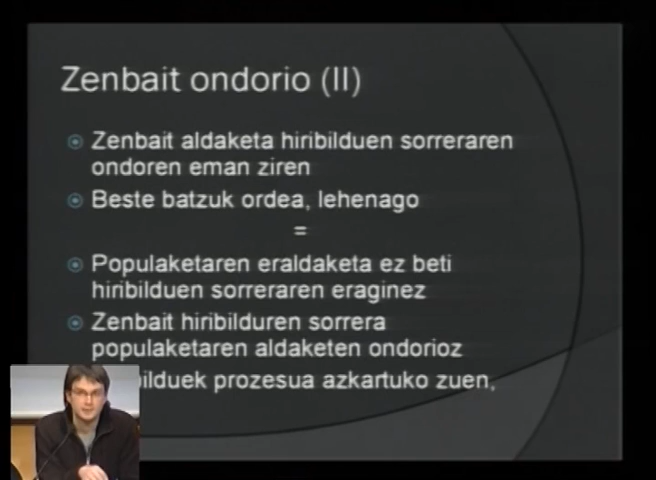 Zenbait ondorio (II)
Zenbait aldaketa hiribilduen sorreraren
ondoren eman ziren
Beste batzuk ordea, lehenago
=
Populaketaren eraldaketa ez beti
hiribilduen sorreraren eraginez
Zenbait hiribilduren sorrera
populaketaren aldaketen ondorioz
prozesua azkartuko zuen,